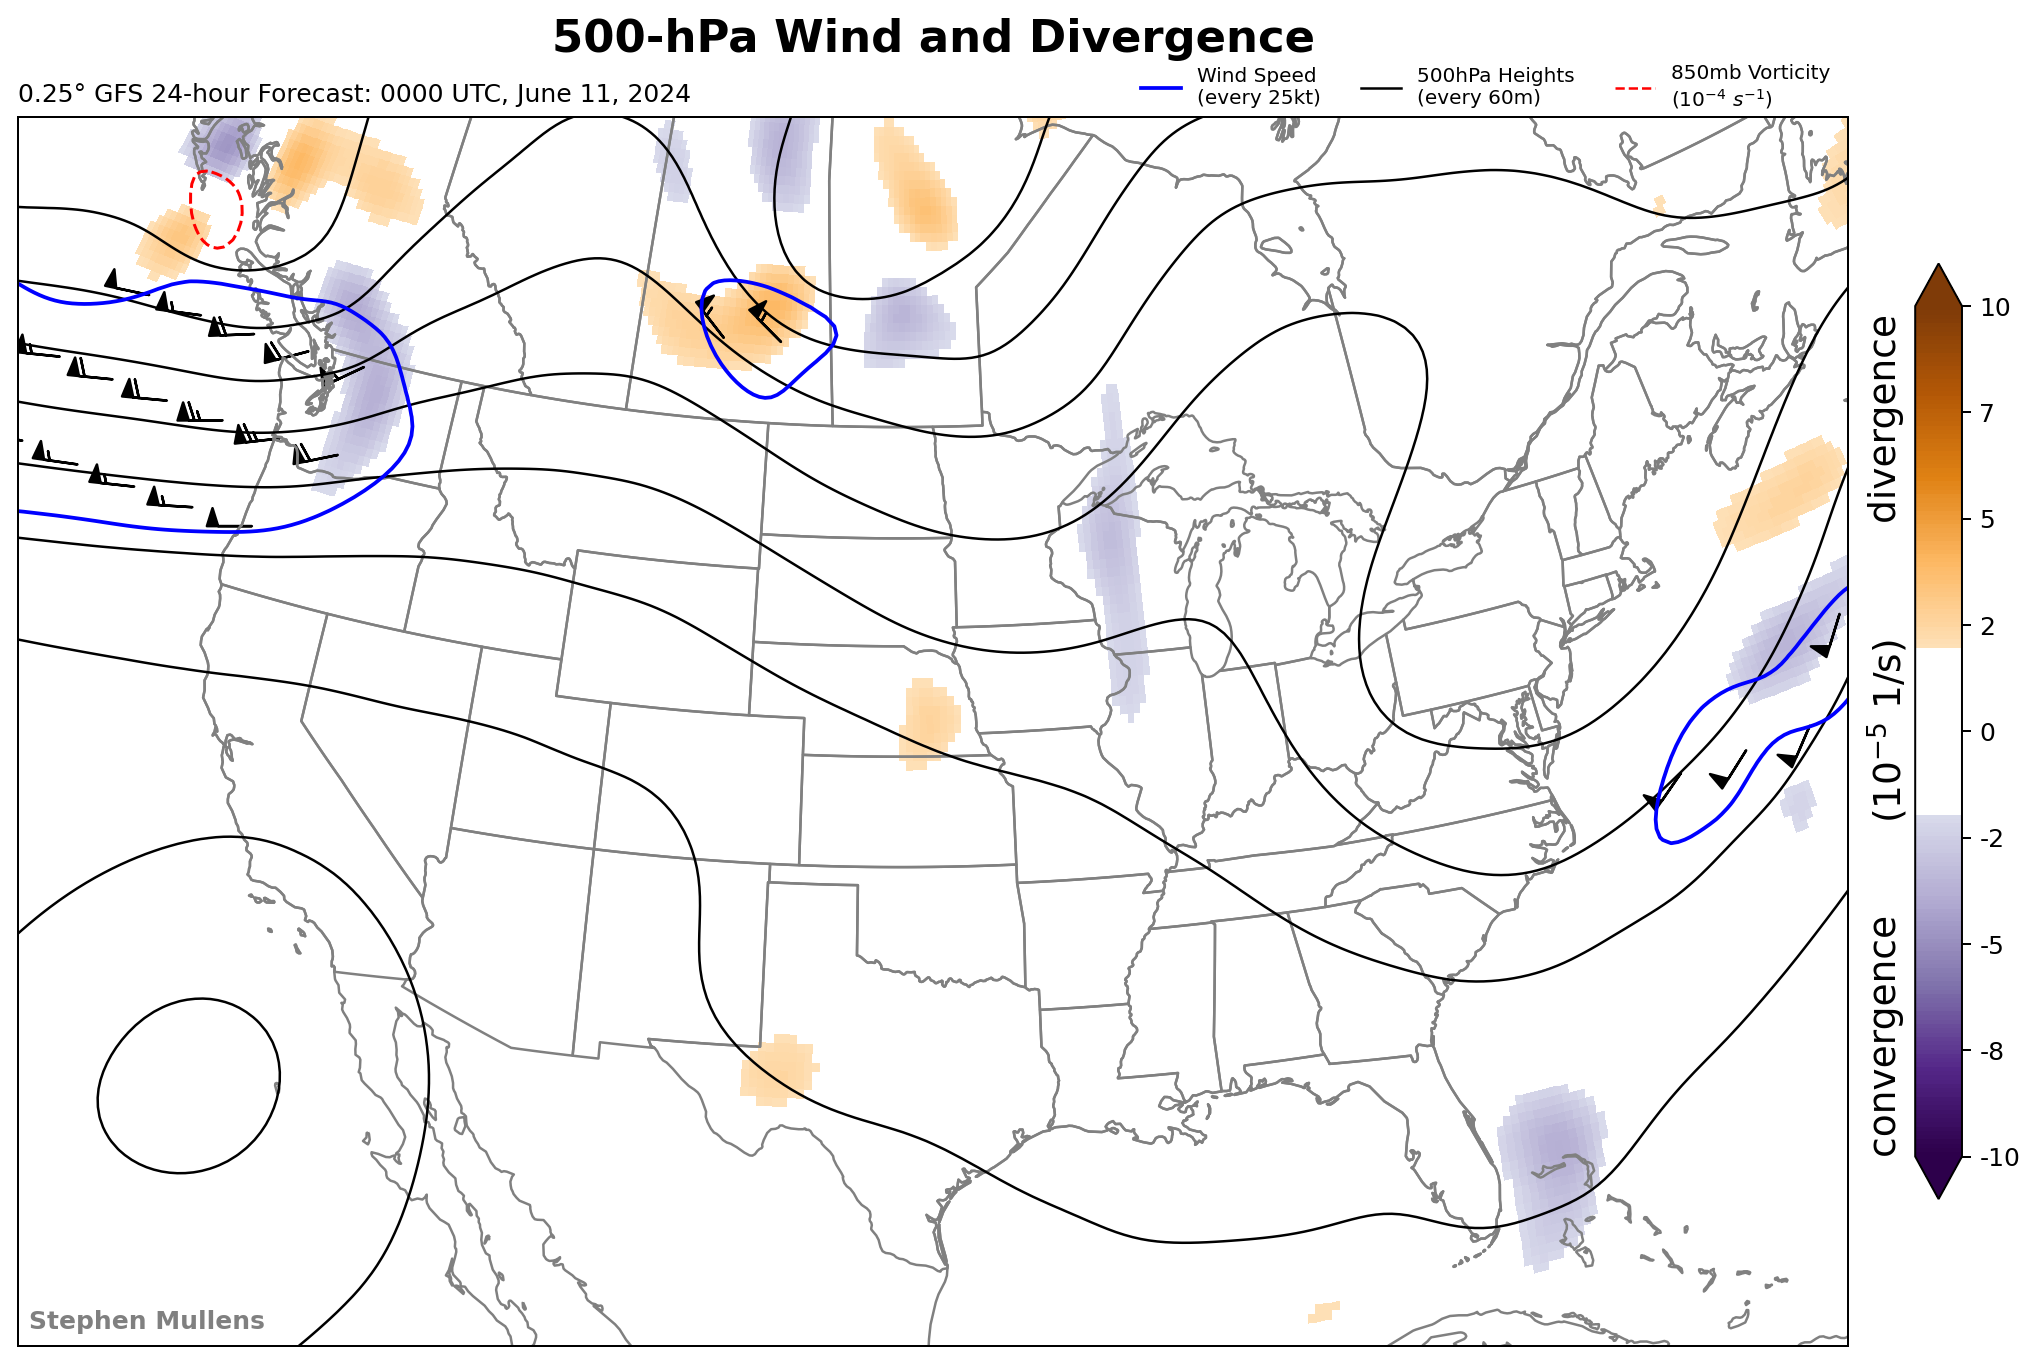 500-hPa Wind and Divergence
0.25° GFS 24-hour Forecast: 0000 UTC, June 11, 2024
Wind Speed
(every 25kt)
500hPa Heights
(every 60m)
850mb Vorticity
(10⁻⁴ s⁻¹)
10
7
5
2
0
-2
-5
-8
-10
convergence (10⁻⁵ 1/s) divergence
Stephen Mullens